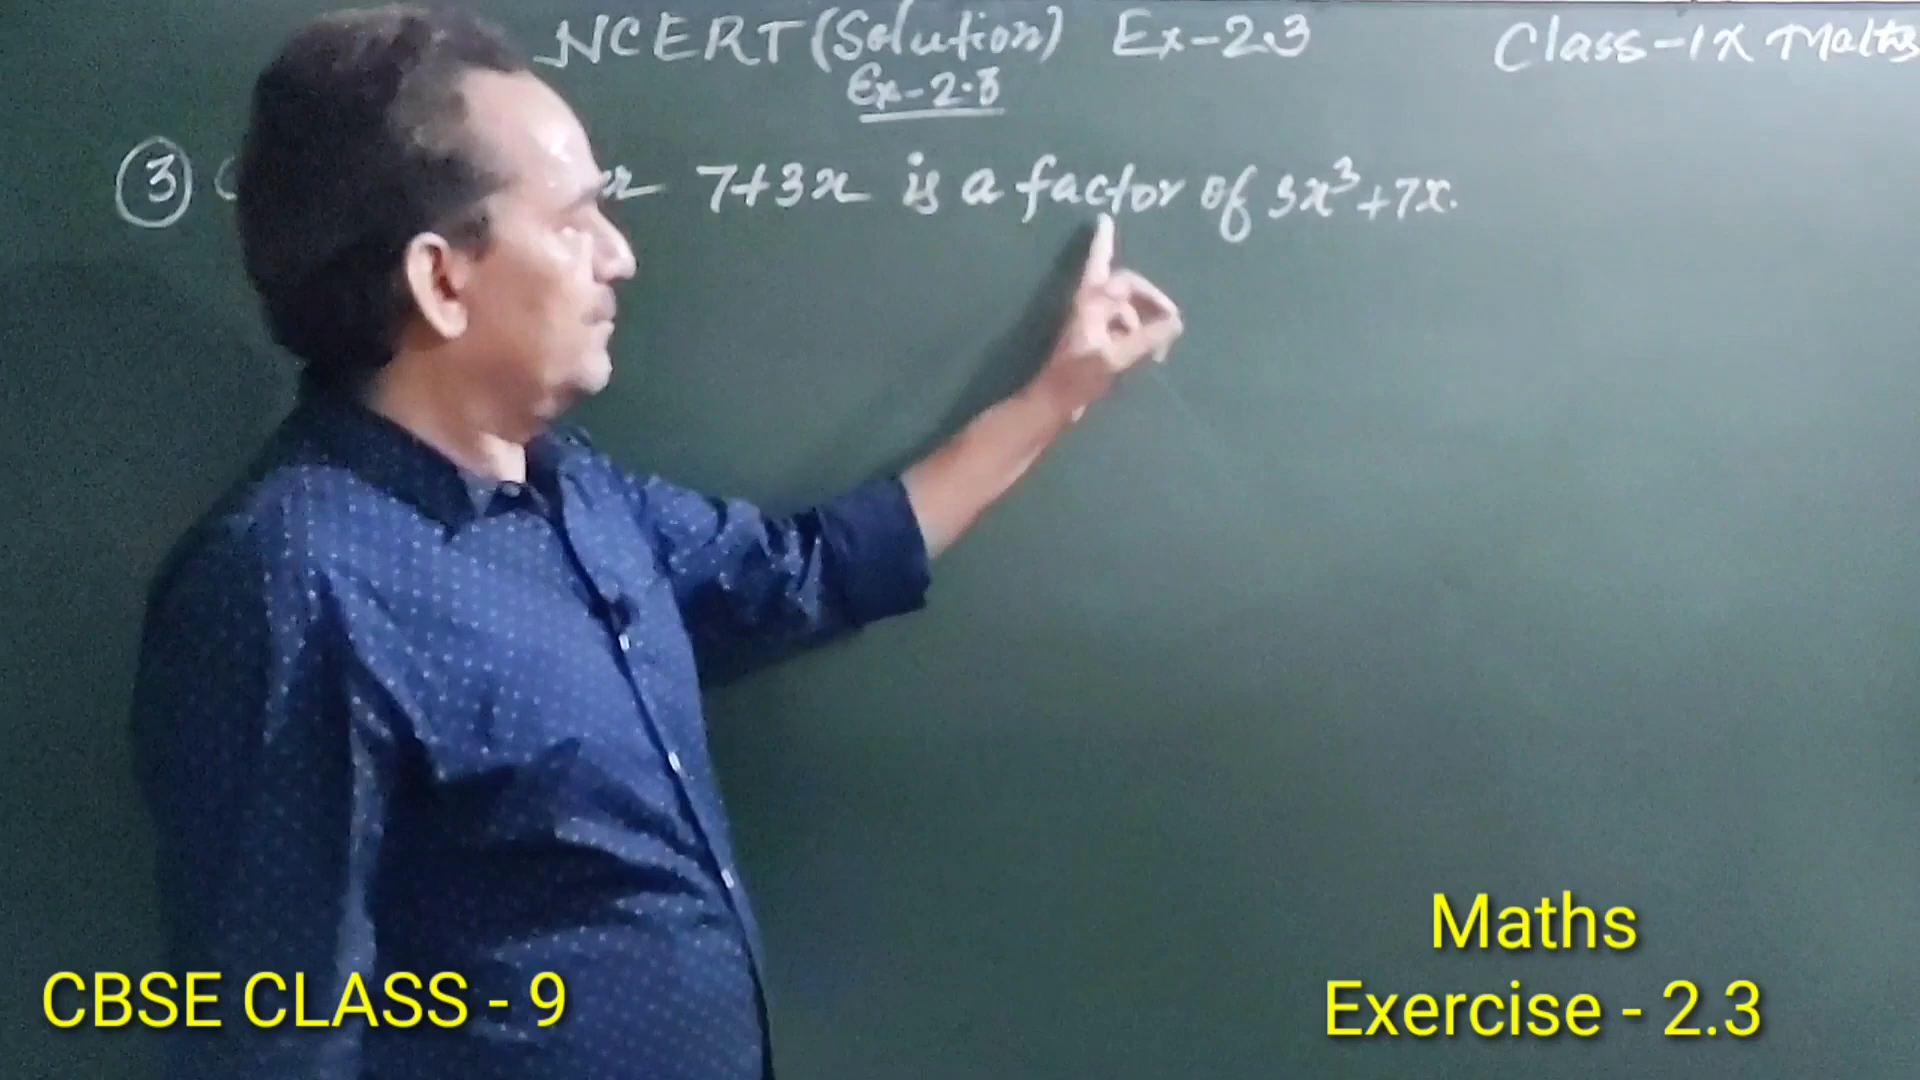 NCERT (Solution) Ex-2.3 Class-IX Maths
Ex-2.3
③ 7+3x is a factor of 3x³+7x.
Maths
CBSE CLASS - 9
Exercise - 2.3